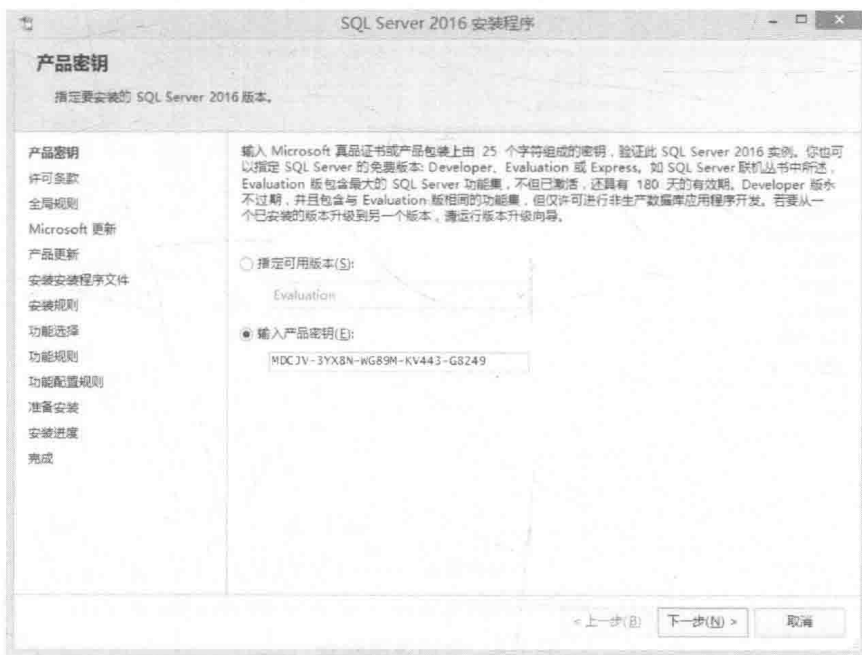 SQL Server 2016 安装程序
产品密钥
指定要安装的 SQL Server 2016 版本。
产品密钥
许可条款
全局规则
Microsoft 更新
产品更新
安装安装程序文件
安装规则
功能选择
功能规则
功能配置规则
准备安装
安装进度
完成
输入 Microsoft 真品证书或产品包装上由 25 个字符组成的密钥，验证此 SQL Server 2016 实例。你也可
以指定 SQL Server 的免费版本: Developer、Evaluation 或 Express。如 SQL Server 联机丛书中所述，
Evaluation 版包含最大的 SQL Server 功能集，不但已激活，还具有 180 天的有效期。Developer 版永
不过期，并且包含与 Evaluation 版相同的功能集，但仅许可进行非生产数据库应用程序开发。若要从一
个已安装的版本升级到另一个版本，请运行版本升级向导。
指定可用版本(S):
Evaluation
输入产品密钥(E):
MDCJV-3YX8N-WG89M-KV443-G8249
< 上一步(B)
下一步(N) >
取消